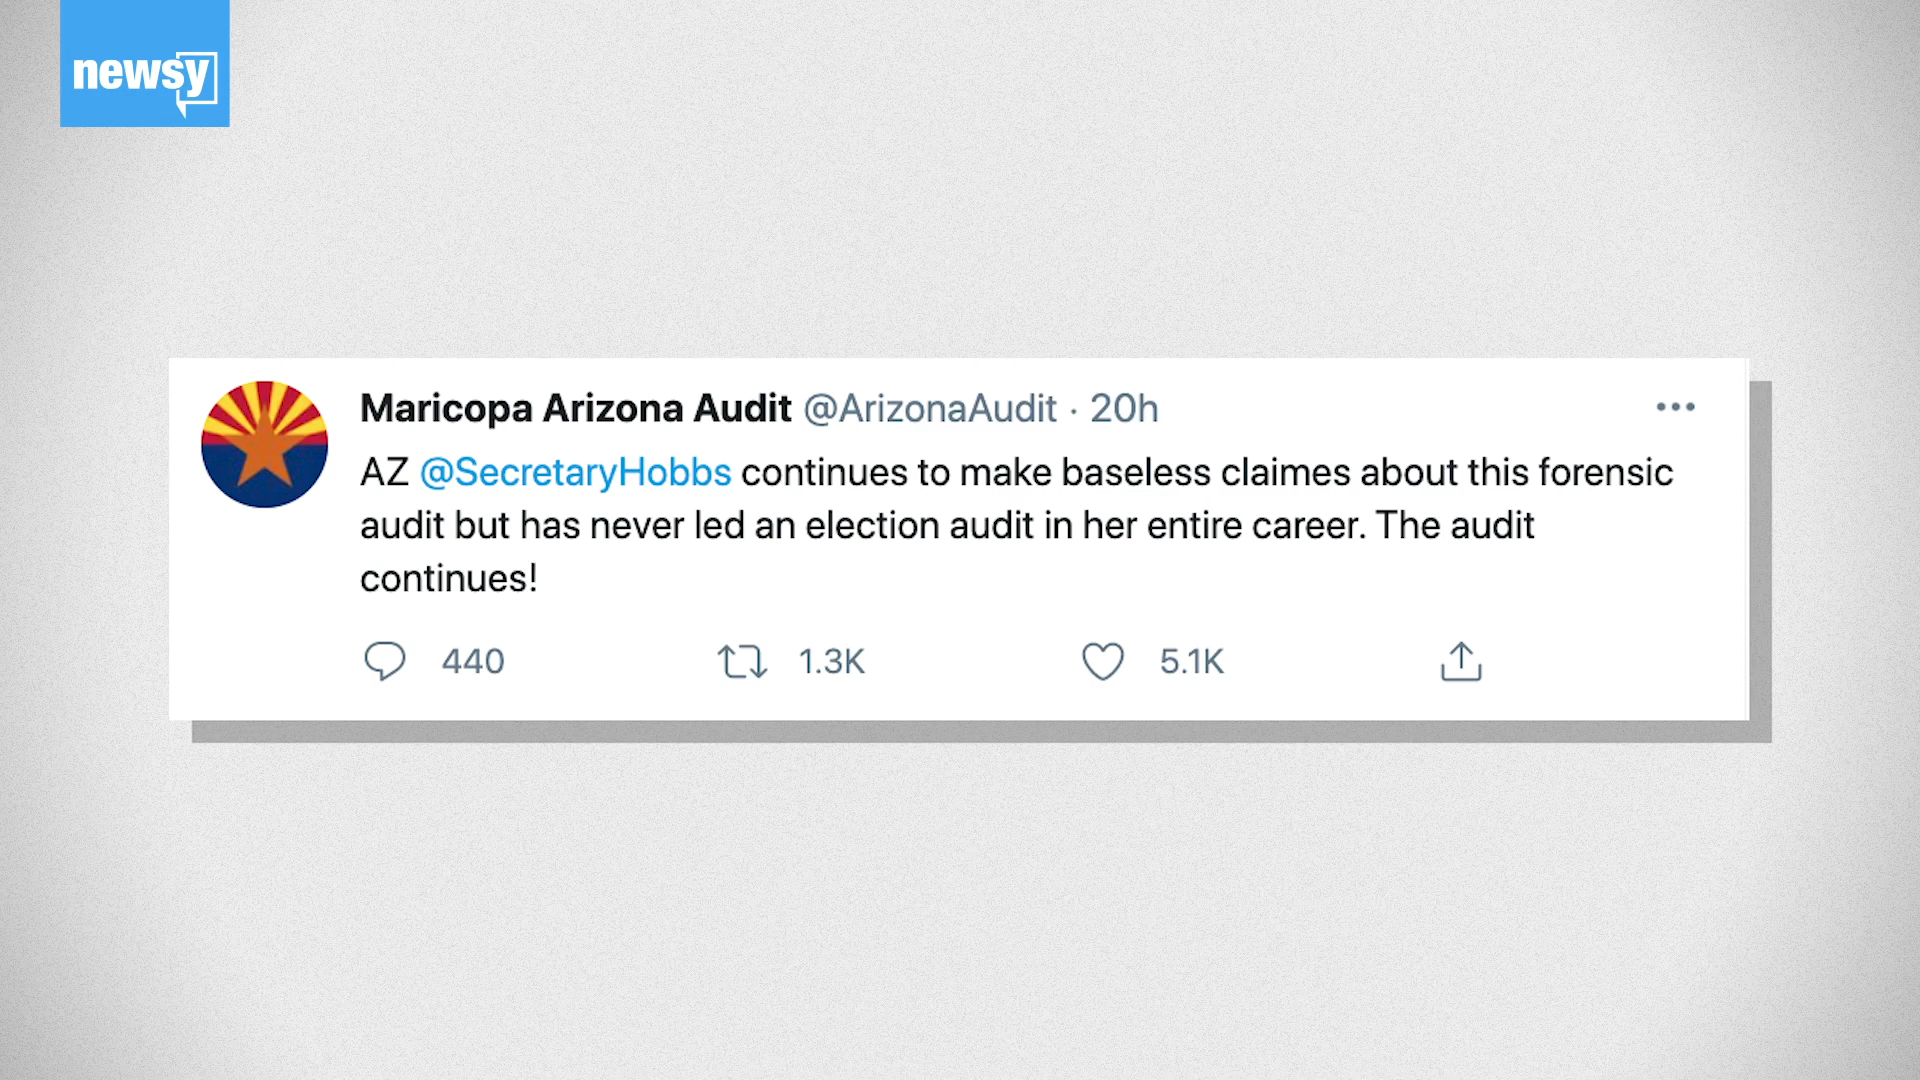 newsy
Maricopa Arizona Audit @ArizonaAudit · 20h
AZ @SecretaryHobbs continues to make baseless claimes about this forensic
audit but has never led an election audit in her entire career. The audit
continues!
440 1.3K 5.1K